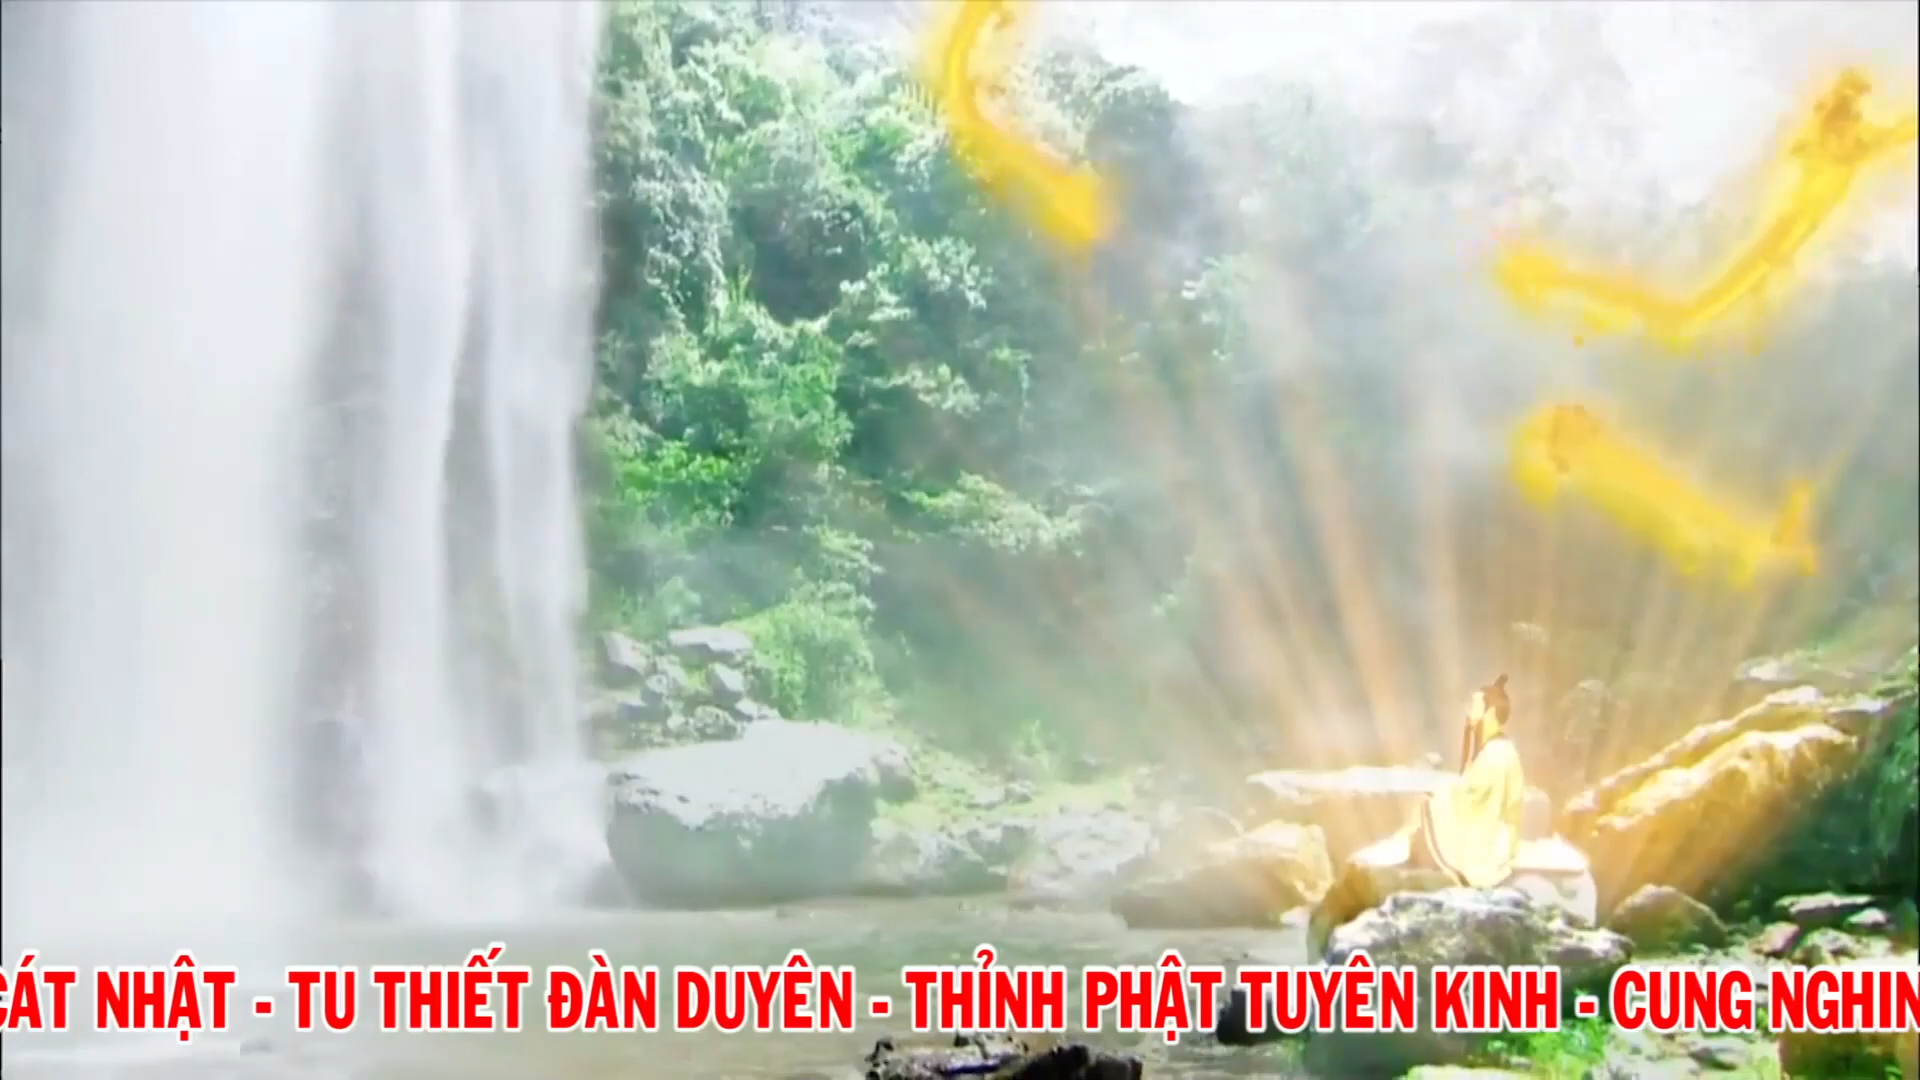 CÁT NHẬT - TU THIẾT ĐÀN DUYÊN - THỈNH PHẬT TUYÊN KINH - CUNG NGHIN